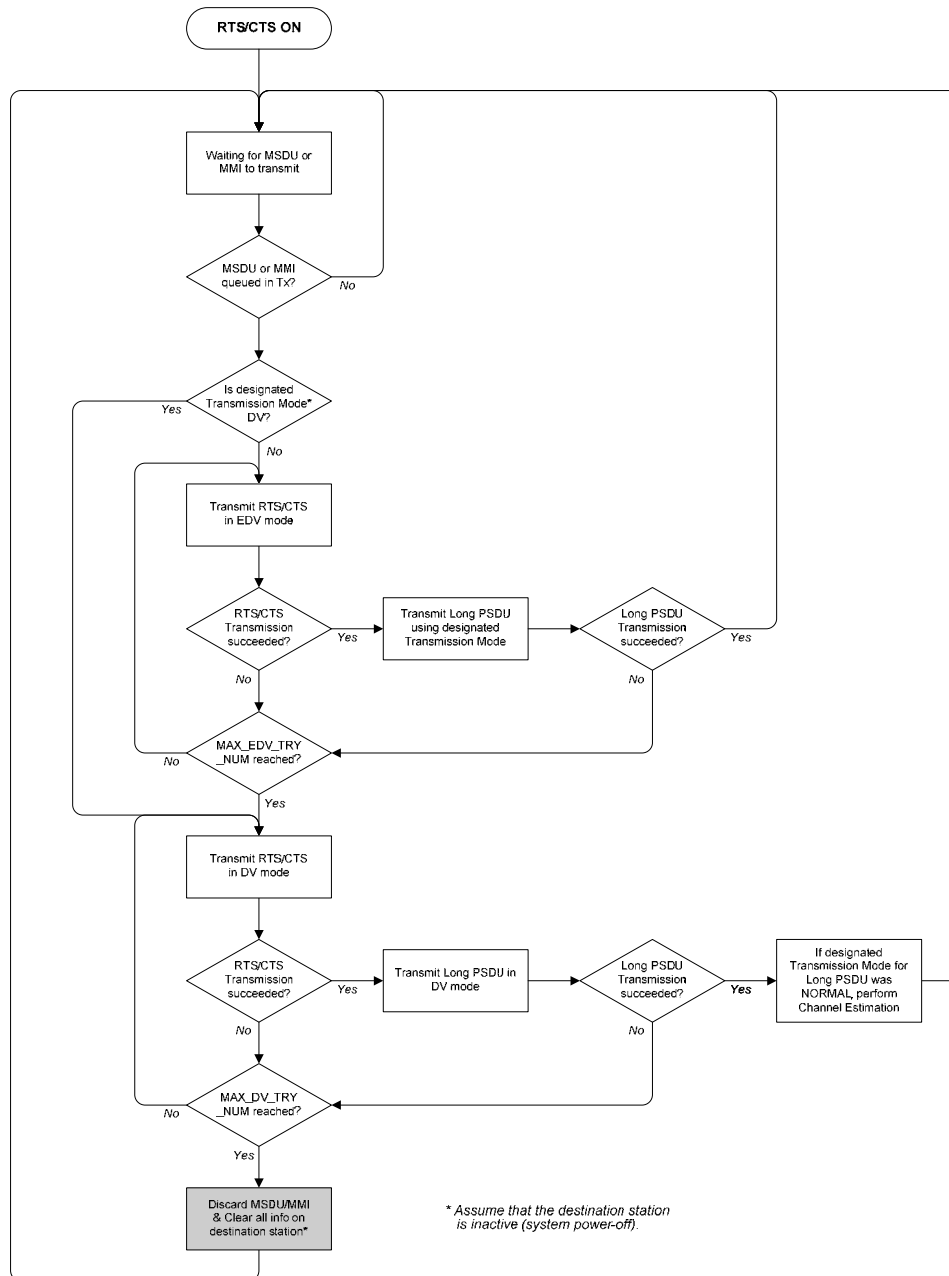 RTS/CTS ON
Waiting for MSDU or
MMI to transmit
MSDU or MMI
queued in Tx?
No
Is designated
Transmission Mode*
DV?
Yes
No
Transmit RTS/CTS
in EDV mode
RTS/CTS
Transmission
succeeded?
Yes
Transmit Long PSDU
using designated
Transmission Mode
Long PSDU
Transmission
succeeded?
Yes
No
No
MAX_EDV_TRY
_NUM reached?
No
Yes
Transmit RTS/CTS
in DV mode
RTS/CTS
Transmission
succeeded?
Yes
Transmit Long PSDU in
DV mode
Long PSDU
Transmission
succeeded?
Yes
If designated
Transmission Mode for
Long PSDU was
NORMAL, perform
Channel Estimation
No
No
MAX_DV_TRY
_NUM reached?
No
Yes
Discard MSDU/MMI
& Clear all info on
destination station*
* Assume that the destination station
is inactive (system power-off).